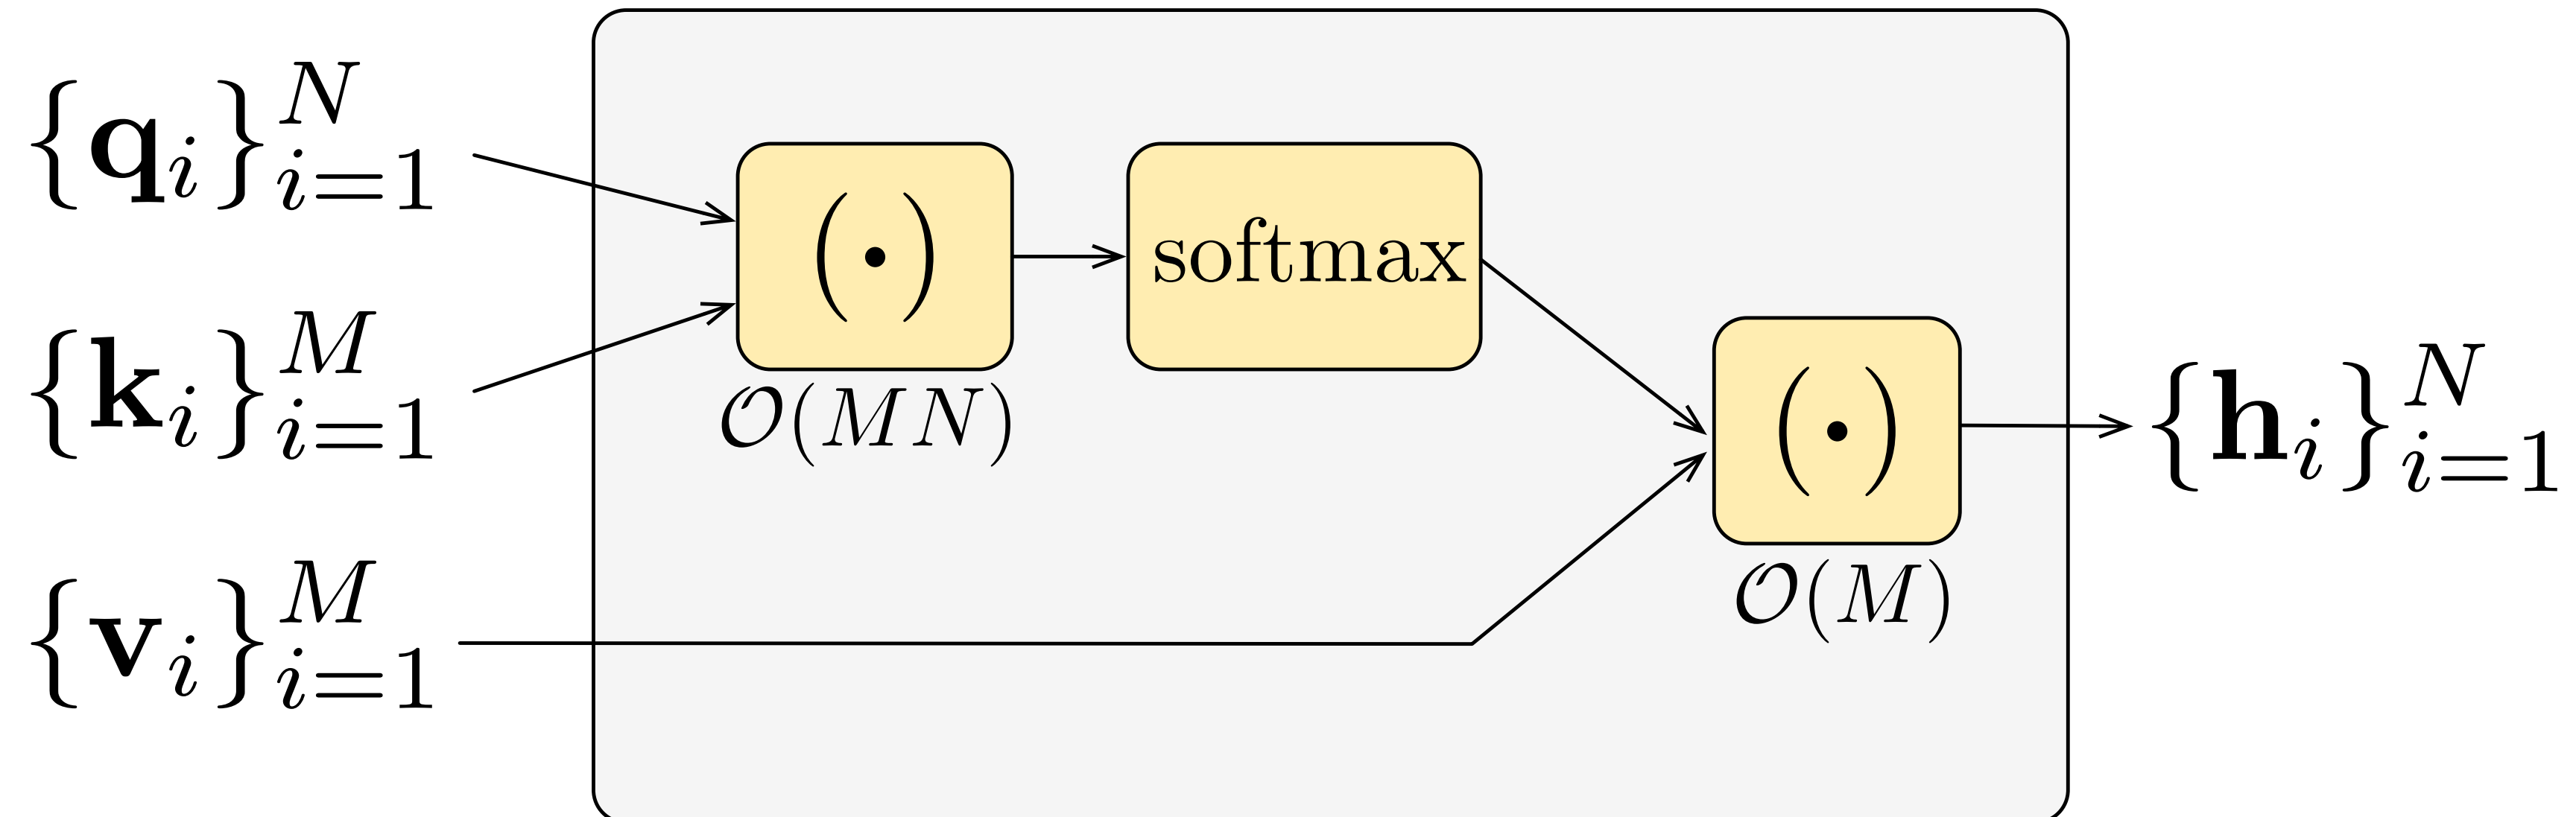 {q_i}_{i=1}^N
{k_i}_{i=1}^M
{v_i}_{i=1}^M
(·)
O(MN)
softmax
(·)
O(M)
{h_i}_{i=1}^N